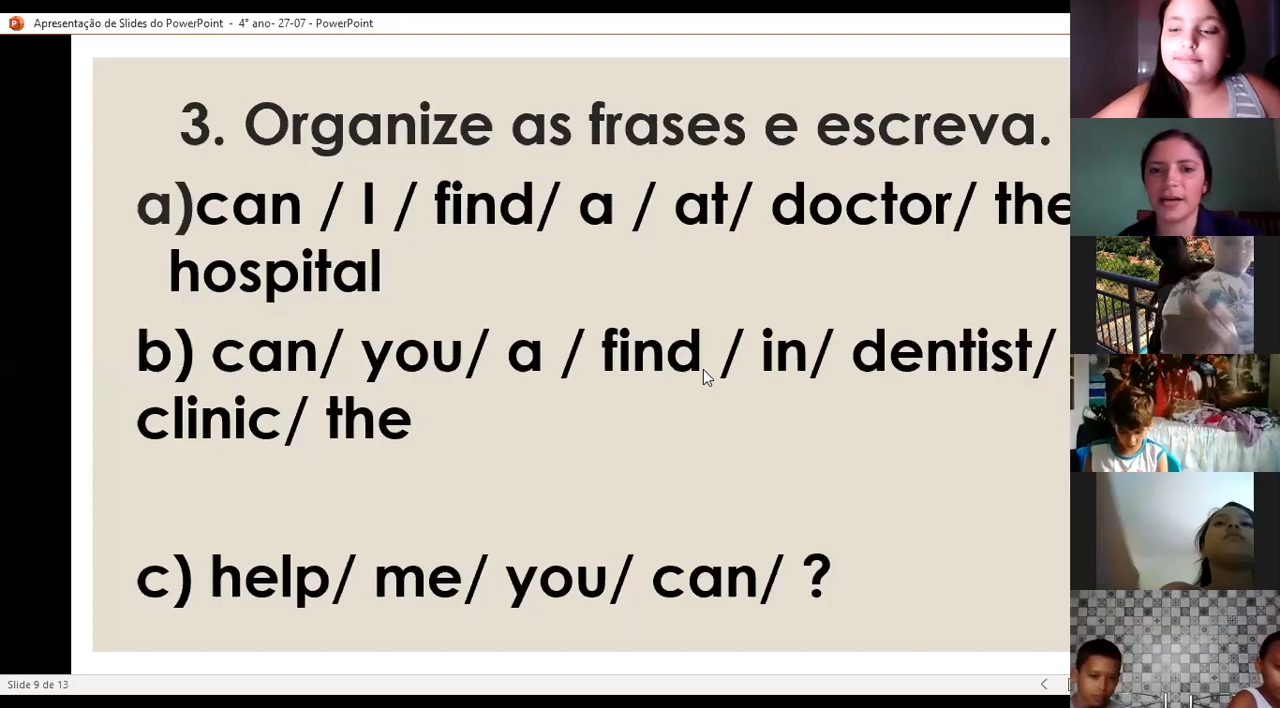 Apresentação de Slides do PowerPoint - 4° ano- 27-07 - PowerPoint
3. Organize as frases e escreva.
a)can / I / find/ a / at/ doctor/ the
hospital
b) can/ you/ a / find / in/ dentist/
clinic/ the
c) help/ me/ you/ can/ ?
Slide 9 de 13